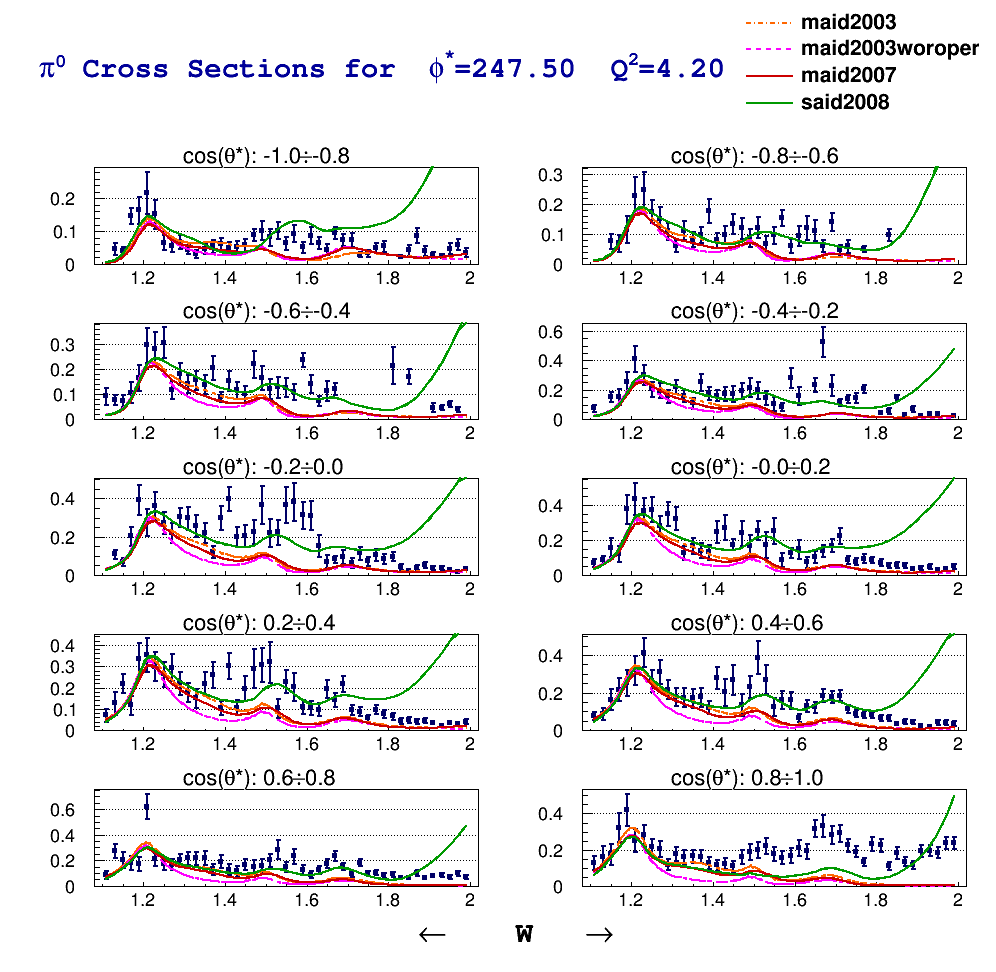 maid2003
maid2003woroper
maid2007
said2008
π⁰ Cross Sections for ϕ*=247.50 Q²=4.20
cos(θ*): -1.0÷-0.8
0.2
0.1
0
1.2 1.4 1.6 1.8 2
cos(θ*): -0.8÷-0.6
0.3
0.2
0.1
0
1.2 1.4 1.6 1.8 2
cos(θ*): -0.6÷-0.4
0.3
0.2
0.1
0
1.2 1.4 1.6 1.8 2
cos(θ*): -0.4÷-0.2
0.6
0.4
0.2
0
1.2 1.4 1.6 1.8 2
cos(θ*): -0.2÷0.0
0.4
0.2
0
1.2 1.4 1.6 1.8 2
cos(θ*): -0.0÷0.2
0.4
0.2
0
1.2 1.4 1.6 1.8 2
cos(θ*): 0.2÷0.4
0.4
0.3
0.2
0.1
0
1.2 1.4 1.6 1.8 2
cos(θ*): 0.4÷0.6
0.4
0.2
0
1.2 1.4 1.6 1.8 2
cos(θ*): 0.6÷0.8
0.6
0.4
0.2
0
1.2 1.4 1.6 1.8 2
cos(θ*): 0.8÷1.0
0.4
0.2
0
1.2 1.4 1.6 1.8 2
← W →